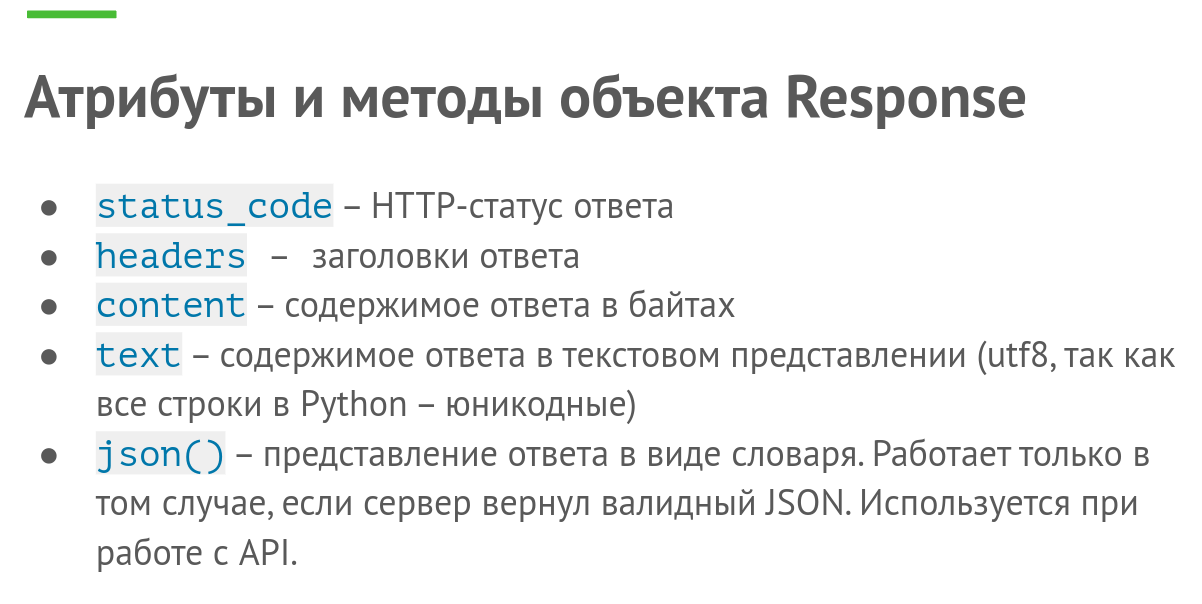 Атрибуты и методы объекта Response
● status_code – HTTP-статус ответа
● headers – заголовки ответа
● content – содержимое ответа в байтах
● text – содержимое ответа в текстовом представлении (utf8, так как
все строки в Python – юникодные)
● json() – представление ответа в виде словаря. Работает только в
том случае, если сервер вернул валидный JSON. Используется при
работе с API.